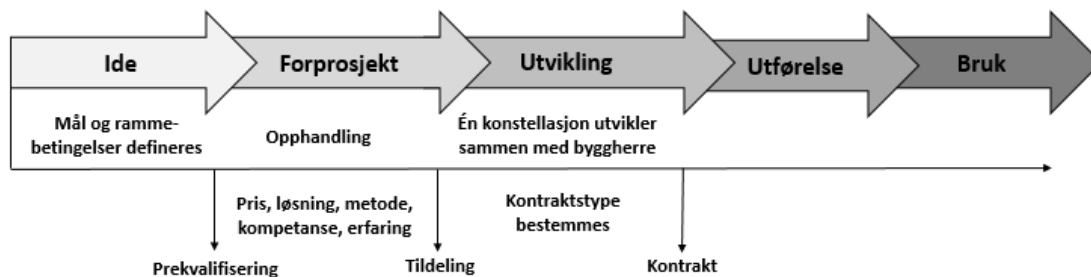 Ide
Forprosjekt
Utvikling
Utførelse
Bruk
Mål og ramme-
betingelser defineres
Opphandling
Én konstellasjon utvikler
sammen med byggherre
Pris, løsning, metode,
kompetanse, erfaring
Kontraktstype
bestemmes
Prekvalifisering
Tildeling
Kontrakt